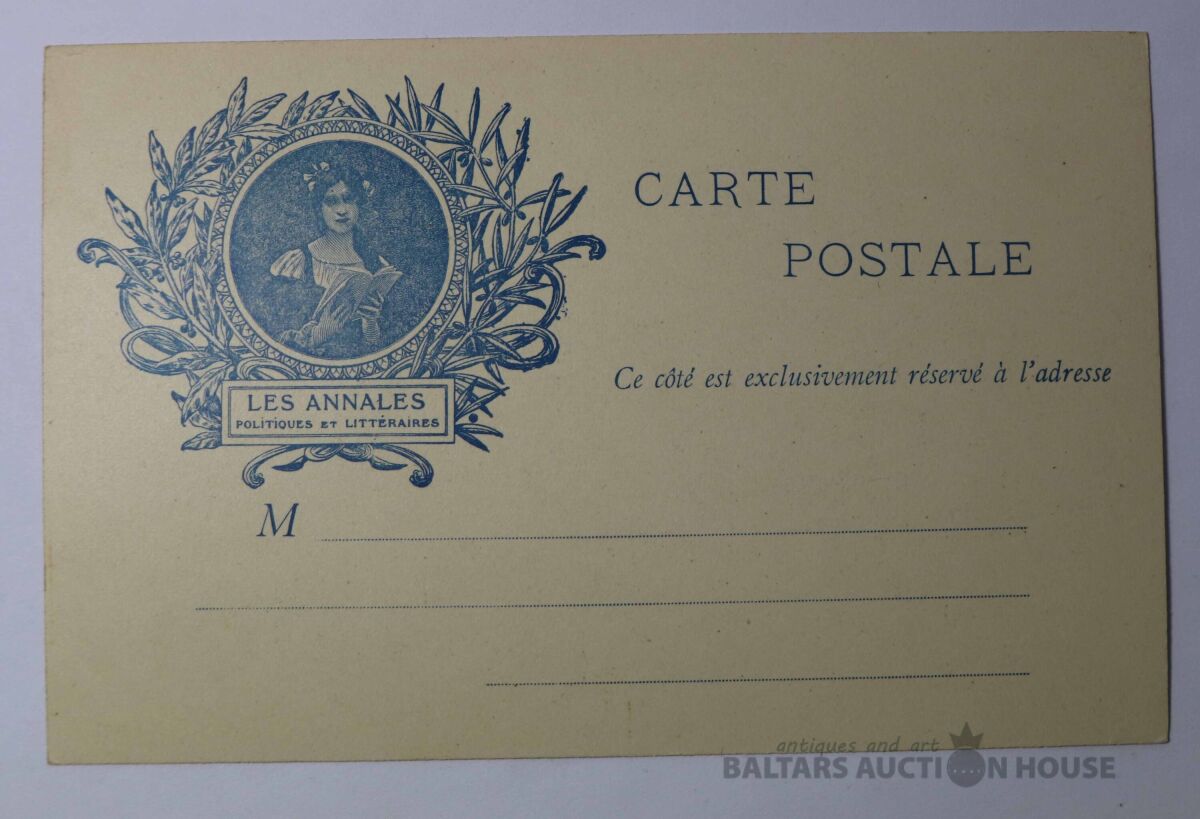 LES ANNALES
POLITIQUES ET LITTÉRAIRES
CARTE
POSTALE
Ce côté est exclusivement réservé à l'adresse
M
antiques and art
BALTARS AUCTION HOUSE